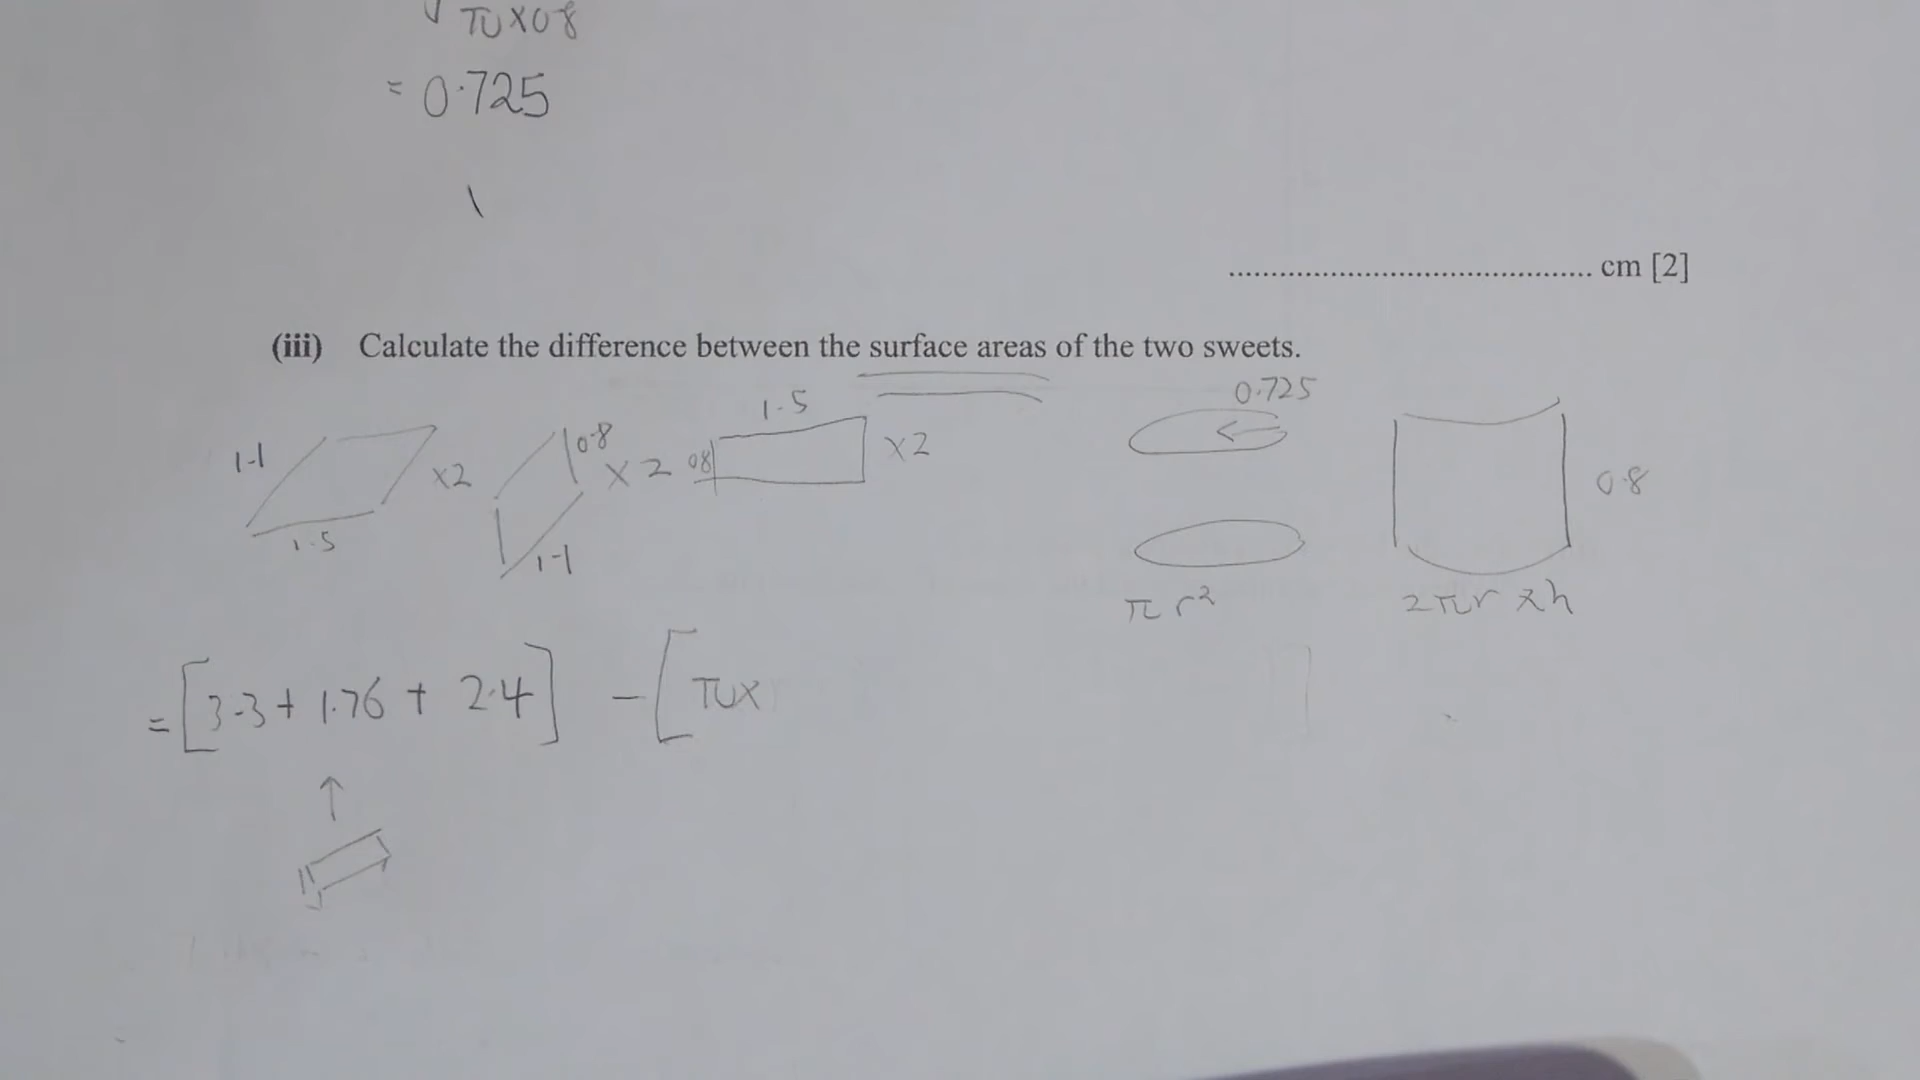 π×0.8
= 0.725
.......................................... cm [2]
(iii) Calculate the difference between the surface areas of the two sweets.
1.1 1.5 ×2
0.8 ×2 1.1
1.5 0.8 ×2
0.725
0.8
πr² 2πr×h
= [3.3 + 1.76 + 2.4] - [π×